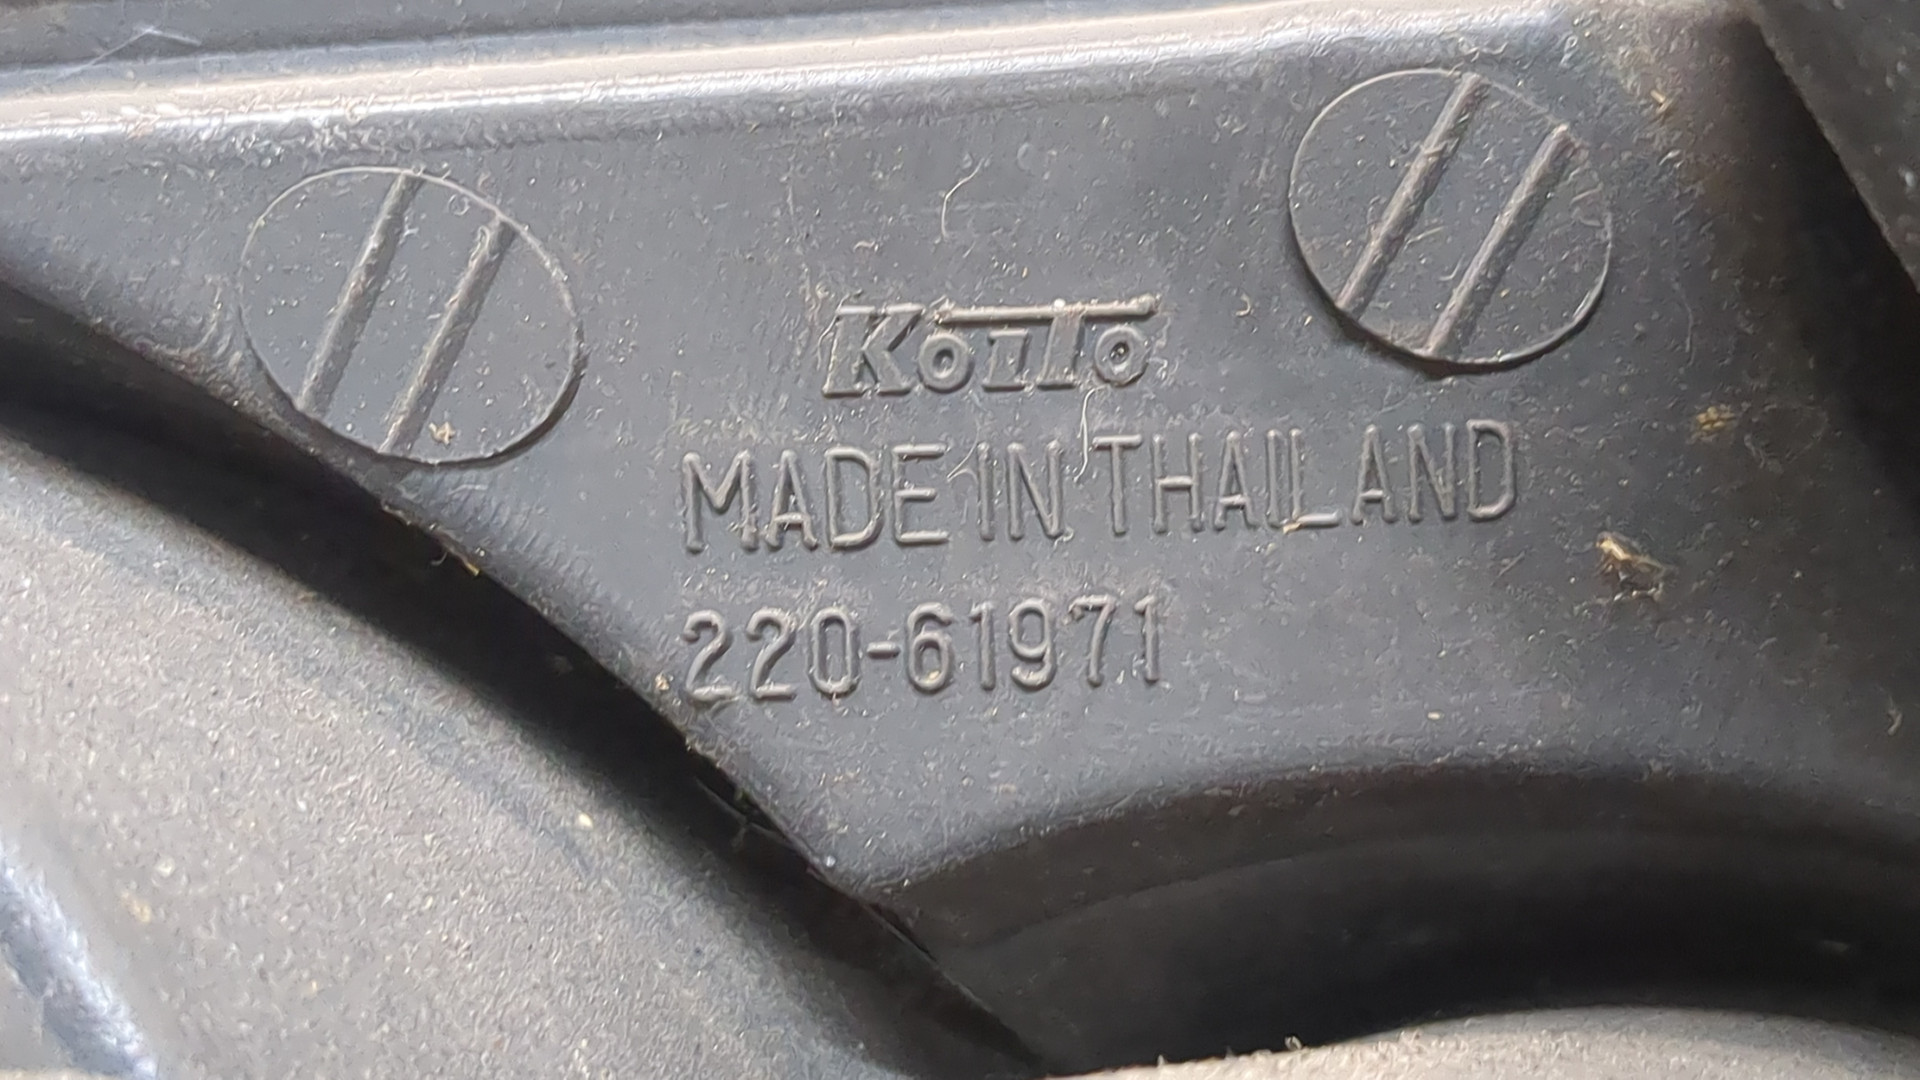 KoiTo
MADE IN THAILAND
220-61971